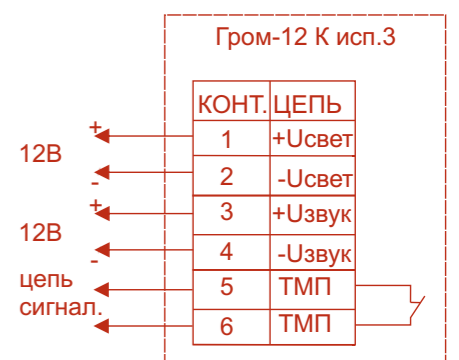 Гром-12 К исп.3
КОНТ. ЦЕПЬ
+ 1 +Uсвет
12В
- 2 -Uсвет
+ 3 +Uзвук
12В
- 4 -Uзвук
цепь 5 ТМП
сигнал. 6 ТМП